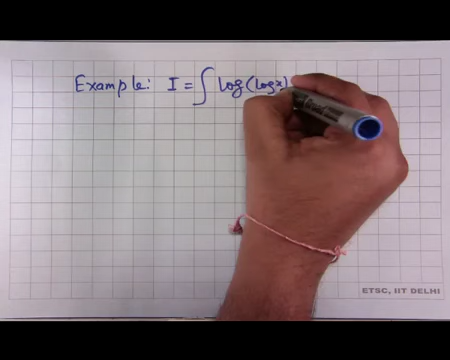 Example: I = ∫ log(logx)
ETSC, IIT DELHI